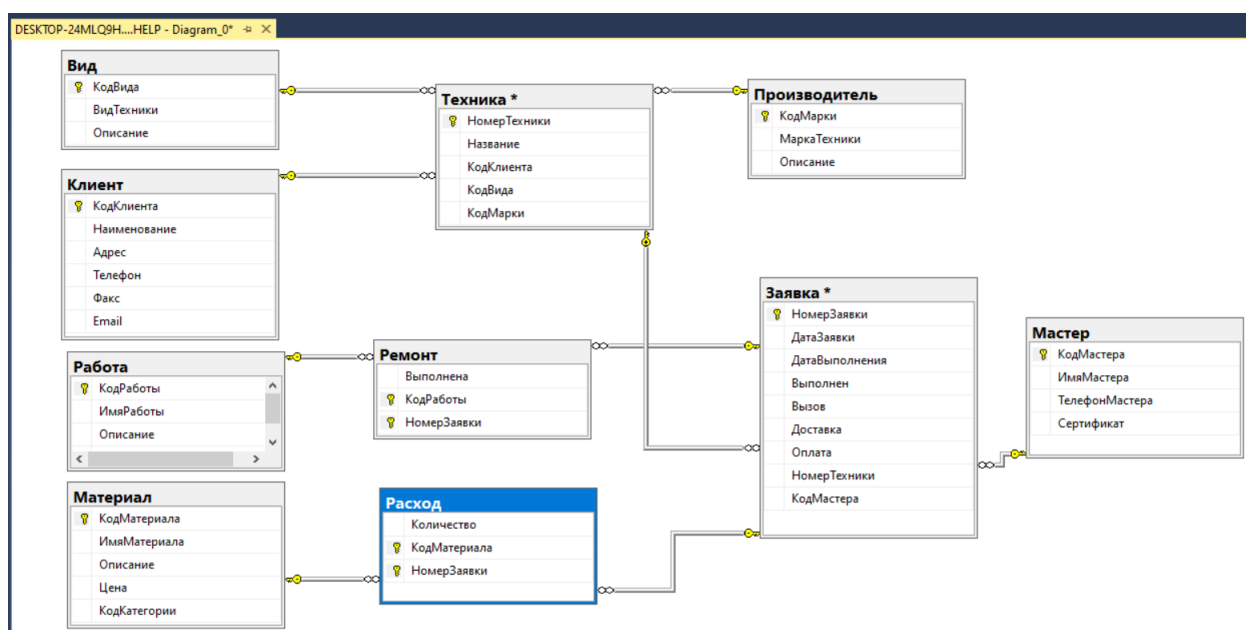 DESKTOP-24MLQ9H....HELP - Diagram_0*
Вид
КодВида
ВидТехники
Описание
Техника *
НомерТехники
Название
КодКлиента
КодВида
КодМарки
Производитель
КодМарки
МаркаТехники
Описание
Клиент
КодКлиента
Наименование
Адрес
Телефон
Факс
Email
Заявка *
НомерЗаявки
ДатаЗаявки
ДатаВыполнения
Выполнен
Вызов
Доставка
Оплата
НомерТехники
КодМастера
Мастер
КодМастера
ИмяМастера
ТелефонМастера
Сертификат
Работа
КодРаботы
ИмяРаботы
Описание
Ремонт
Выполнена
КодРаботы
НомерЗаявки
Материал
КодМатериала
ИмяМатериала
Описание
Цена
КодКатегории
Расход
Количество
КодМатериала
НомерЗаявки